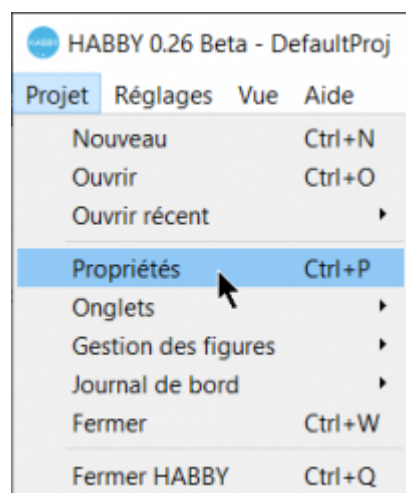 HABBY HABBY 0.26 Beta - DefaultProj
Projet Réglages Vue Aide
Nouveau Ctrl+N
Ouvrir Ctrl+O
Ouvrir récent
Propriétés Ctrl+P
Onglets
Gestion des figures
Journal de bord
Fermer Ctrl+W
Fermer HABBY Ctrl+Q